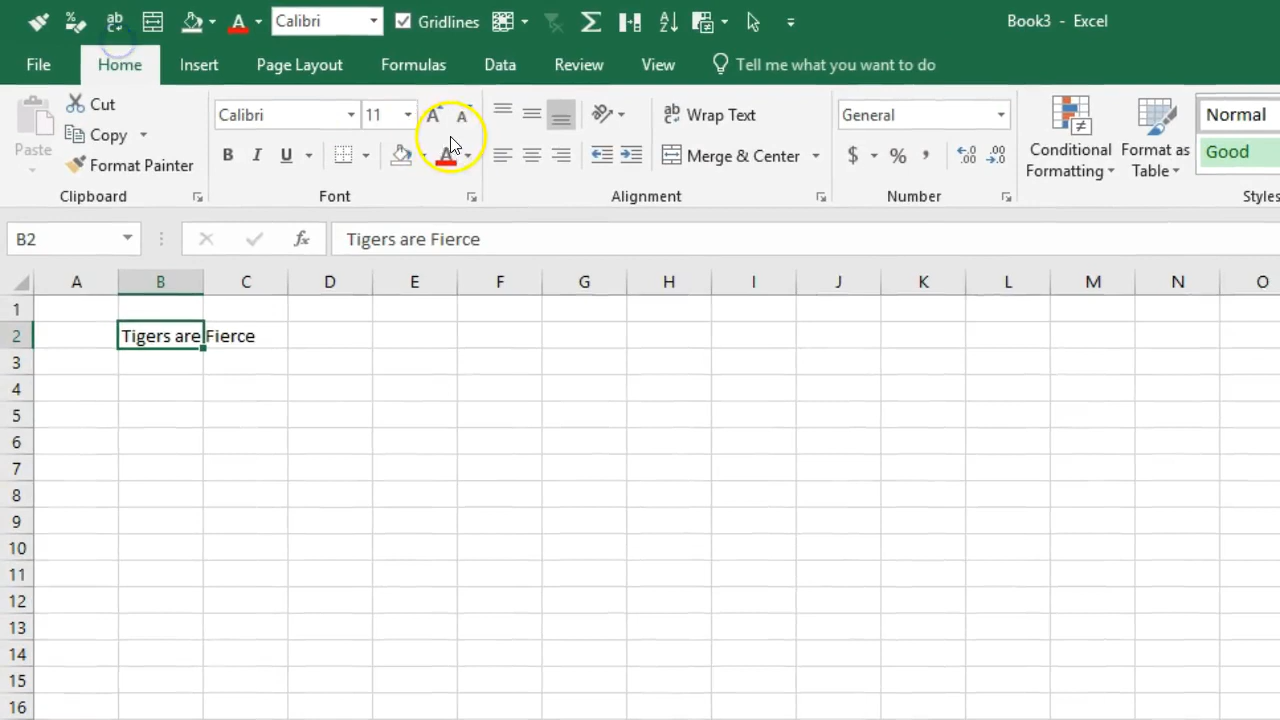 Calibri Gridlines Book3 - Excel
File Home Insert Page Layout Formulas Data Review View Tell me what you want to do
Cut
Copy
Paste
Format Painter
Clipboard
Calibri 11
B I U
Font
Wrap Text
Merge & Center
Alignment
General
$ % ,
Number
Conditional Formatting
Format as Table
Normal
Good
Styles
B2 fx Tigers are Fierce
A B C D E F G H I J K L M N O
1
2 Tigers are Fierce
3
4
5
6
7
8
9
10
11
12
13
14
15
16